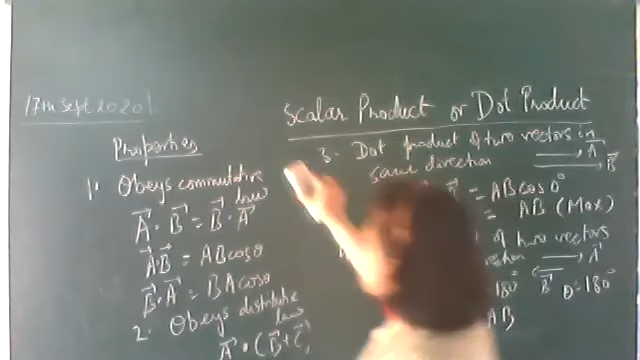 17th Sept 2020
Scalar Product or Dot Product
Properties
1. Obeys commutative
law
A⃗ · B⃗ = B⃗ · A⃗
A⃗·B⃗ = AB cosθ
B⃗·A⃗ = BA cosθ
2. Obeys distributive
law
A⃗ · (B⃗ + C⃗
3. Dot product of two vectors in
same direction
A⃗
B⃗
= AB cos 0°
= AB (Max)
of two vectors
A⃗
180° B⃗ θ = 180°
AB